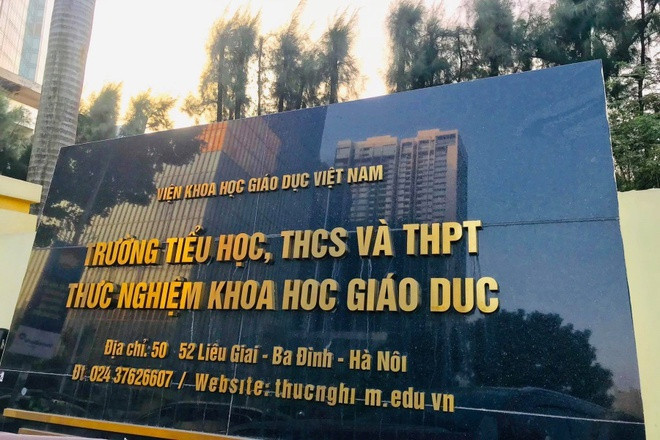 VIỆN KHOA HỌC GIÁO DỤC VIỆT NAM
TRƯỜNG TIỂU HỌC, THCS VÀ THPT
THỰC NGHIỆM KHOA HỌC GIÁO DỤC
Địa chỉ: 50 52 Liễu Giai - Ba Đình - Hà Nội
ĐT 024 37626607 / Website: thucnghi m.edu.vn